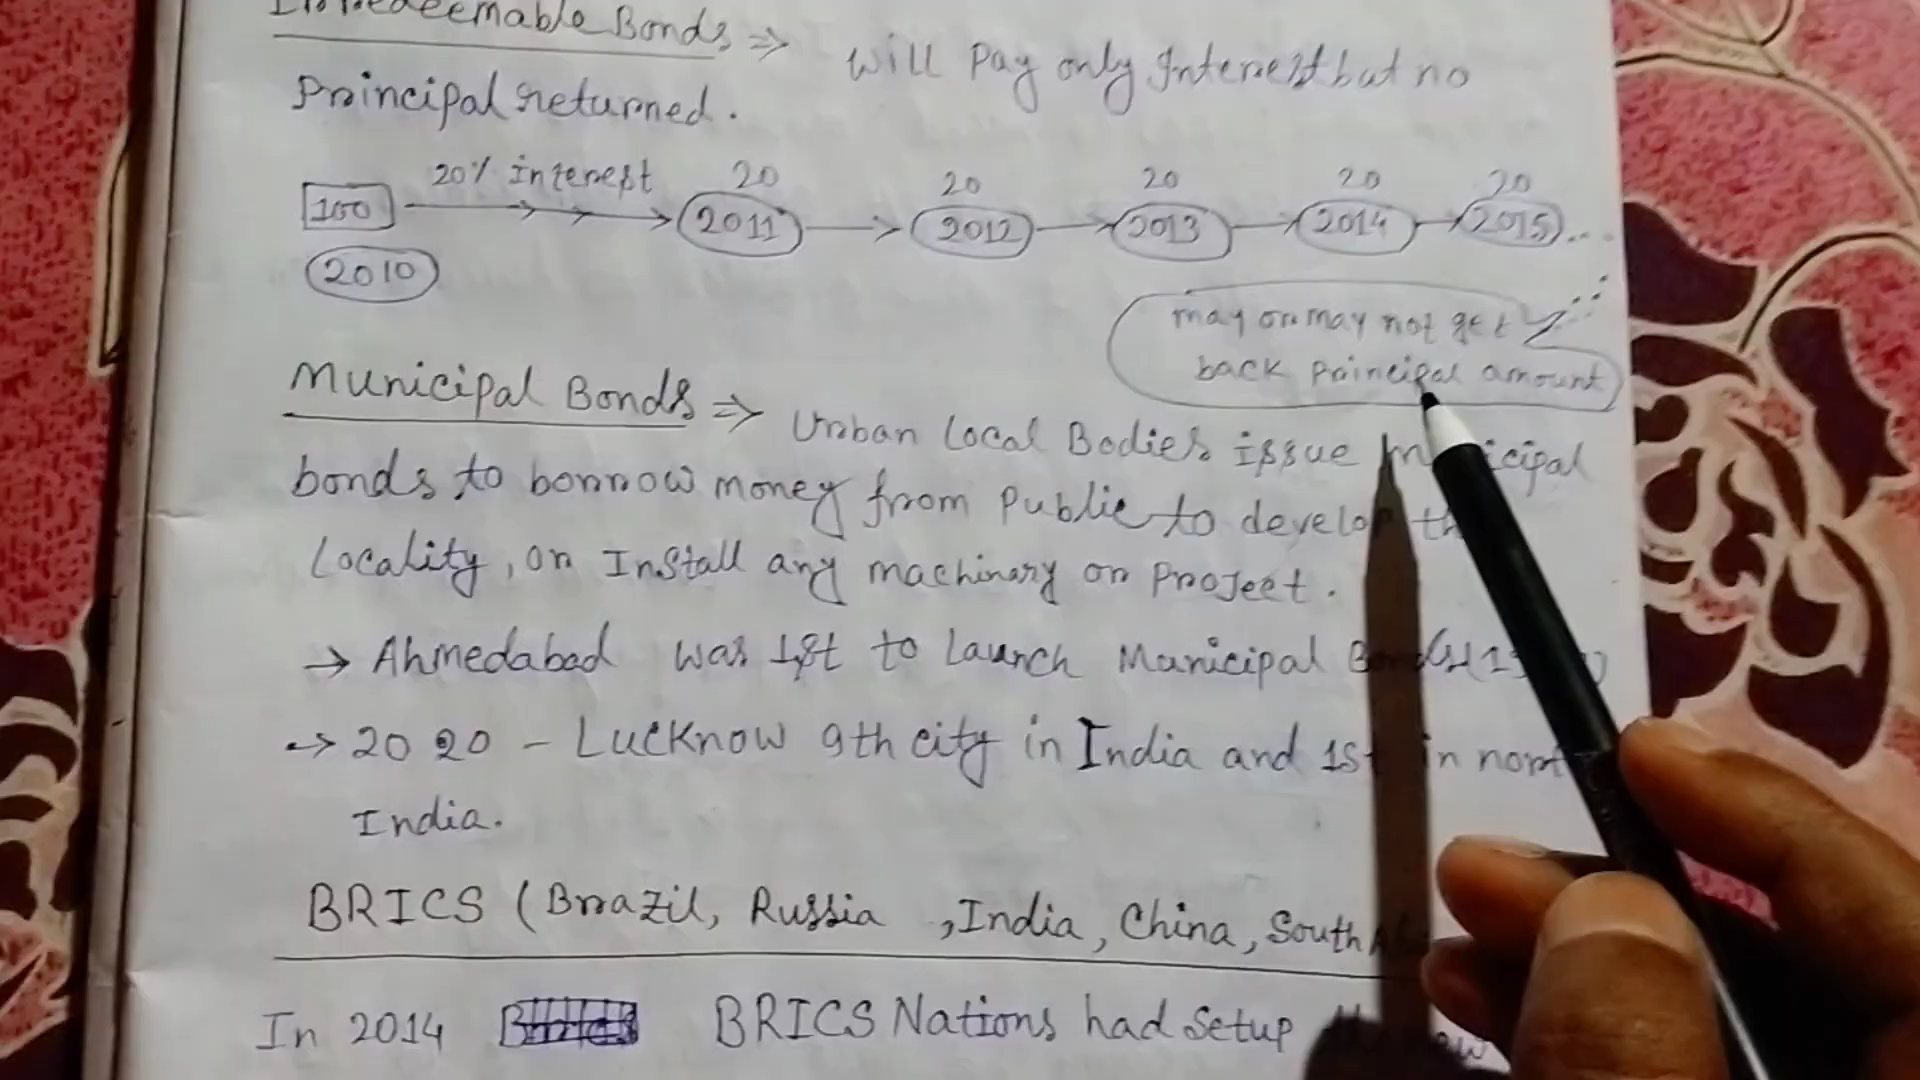 Irredeemable Bonds ⇒ will Pay only Interest but no
Principal returned.
20% interest 20 20 20 20 20
100 → 2011 → 2012 → 2013 → 2014 → 2015...
2010
may or may not get
back principal amount
Municipal Bonds ⇒ Urban Local Bodies issue
bonds to borrow money from Public to develop
Locality, or Install any machinary or Project.
→ Ahmedabad was 1st to Launch Municipal
→ 2020 - Lucknow 9th city in India and 1st in
India.
BRICS (Brazil, Russia, India, China, South
In 2014 BRICS Nations had setup